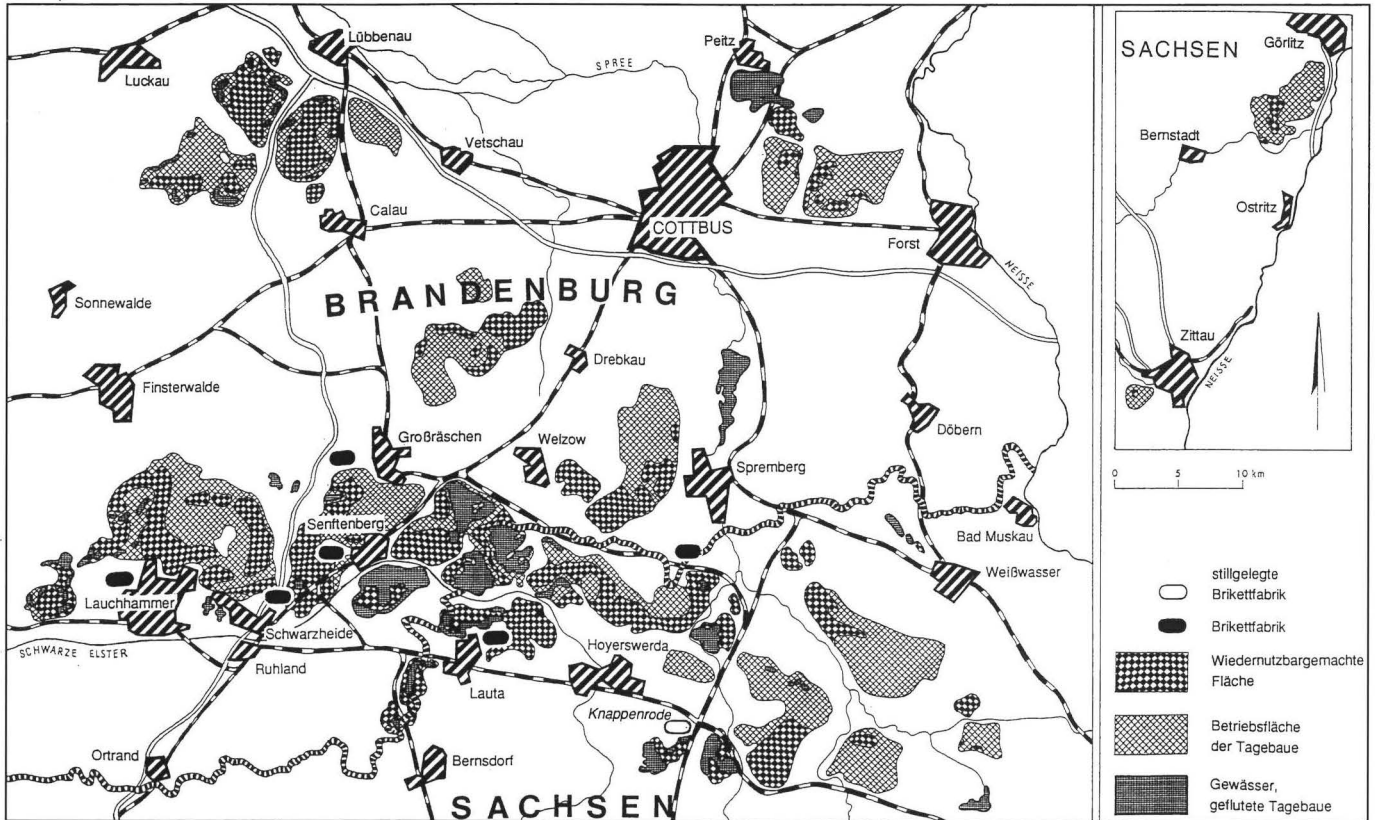 Lübbenau
Luckau
Peitz
SPREE
Vetschau
Calau
COTTBUS
Forst
NEISSE
Sonnewalde
BRANDENBURG
Drebkau
Finsterwalde
Großräschen
Welzow
Döbern
Spremberg
Senftenberg
Bad Muskau
Weißwasser
Lauchhammer
Schwarzheide
SCHWARZE ELSTER
Ruhland
Hoyerswerda
Lauta
Knappenrode
Ortrand
Bernsdorf
SACHSEN
SACHSEN
Görlitz
Bernstadt
Ostritz
Zittau
NEISSE
0 5 10 km
stillgelegte
Brikettfabrik
Brikettfabrik
Wiedernutzbargemachte
Fläche
Betriebsfläche
der Tagebaue
Gewässer,
geflutete Tagebaue